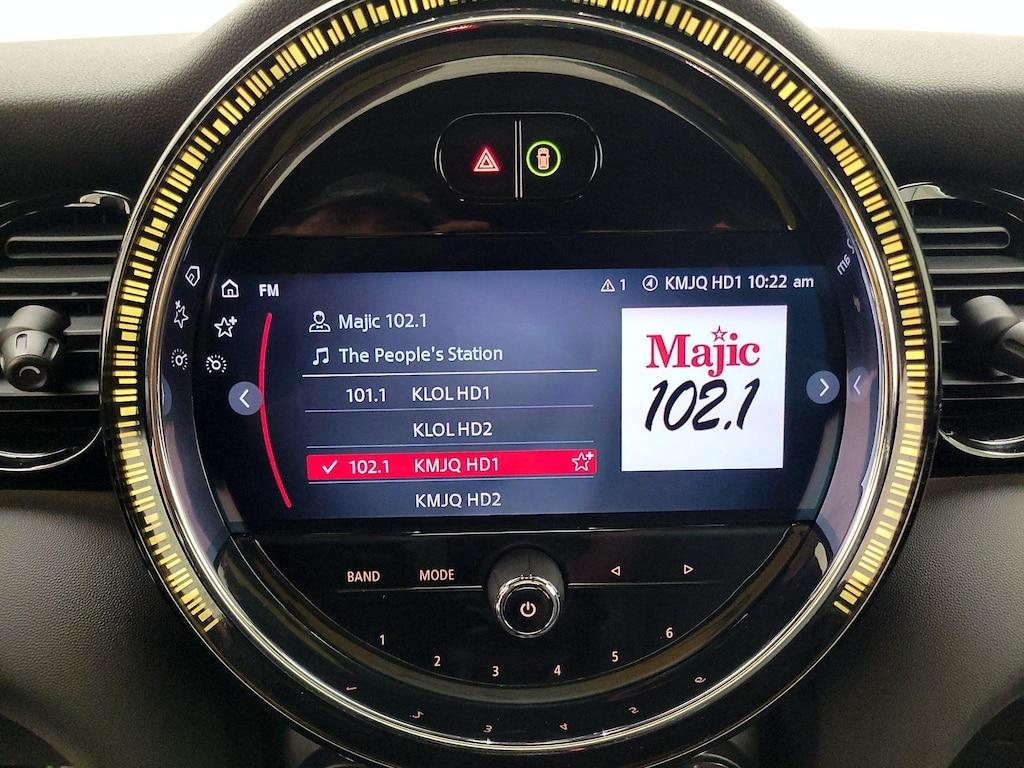 FM
1 KMJQ HD1 10:22 am
Majic 102.1
The People's Station
101.1 KLOL HD1
KLOL HD2
102.1 KMJQ HD1
KMJQ HD2
Majic
102.1
BAND MODE
1 2 3 4 5 6